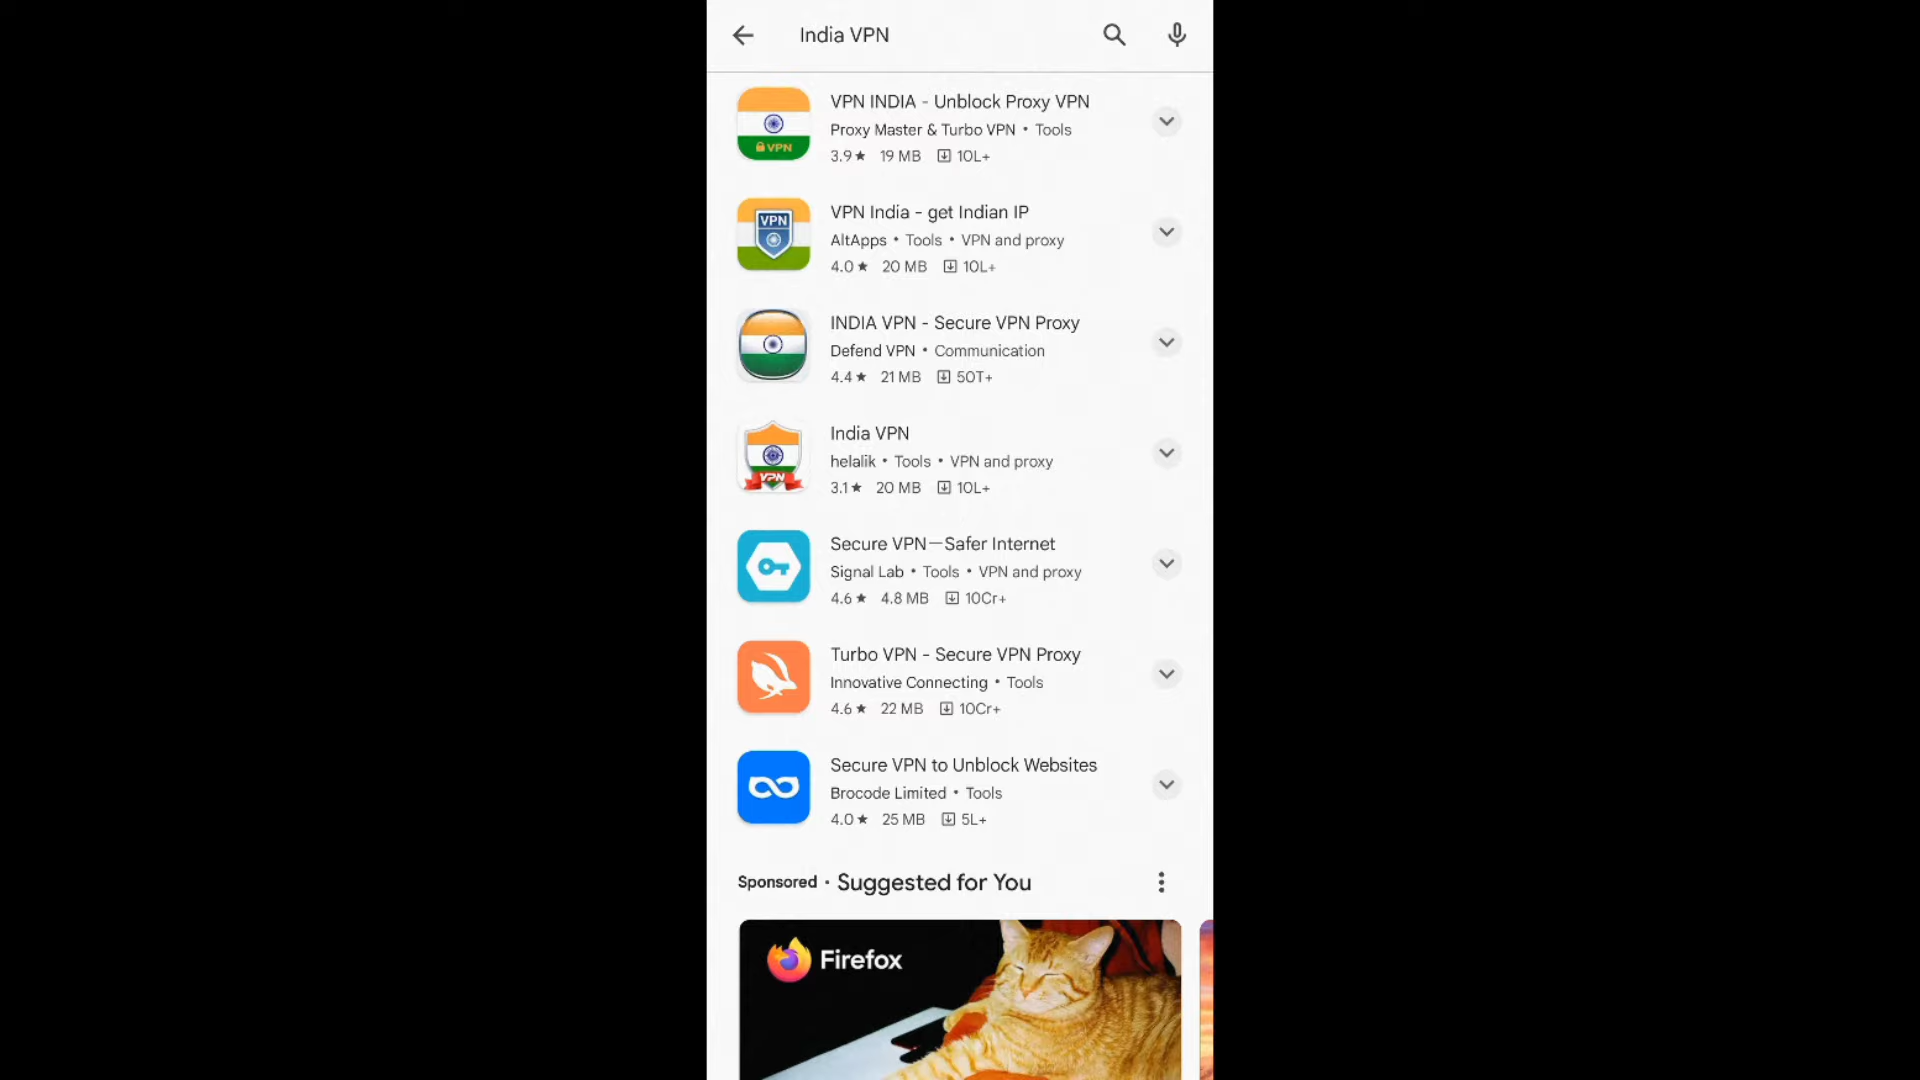 India VPN
VPN INDIA - Unblock Proxy VPN
Proxy Master & Turbo VPN • Tools
3.9★ 19 MB 10L+
VPN
VPN India - get Indian IP
AltApps • Tools • VPN and proxy
4.0★ 20 MB 10L+
VPN
INDIA VPN - Secure VPN Proxy
Defend VPN • Communication
4.4★ 21 MB 50T+
India VPN
helalik • Tools • VPN and proxy
3.1★ 20 MB 10L+
VPN
Secure VPN—Safer Internet
Signal Lab • Tools • VPN and proxy
4.6★ 4.8 MB 10Cr+
Turbo VPN - Secure VPN Proxy
Innovative Connecting • Tools
4.6★ 22 MB 10Cr+
Secure VPN to Unblock Websites
Brocode Limited • Tools
4.0★ 25 MB 5L+
Sponsored • Suggested for You
Firefox